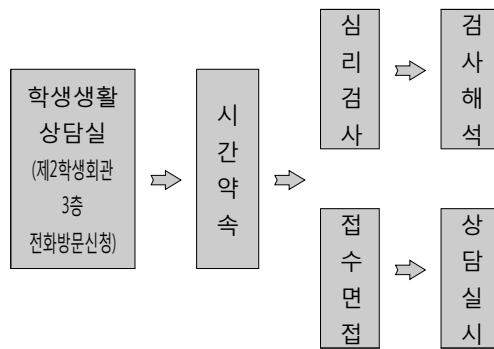 학생생활
상담실
(제2학생회관
3층
전화방문신청)
시간약속
심리검사
검사해석
접수면접
상담실시